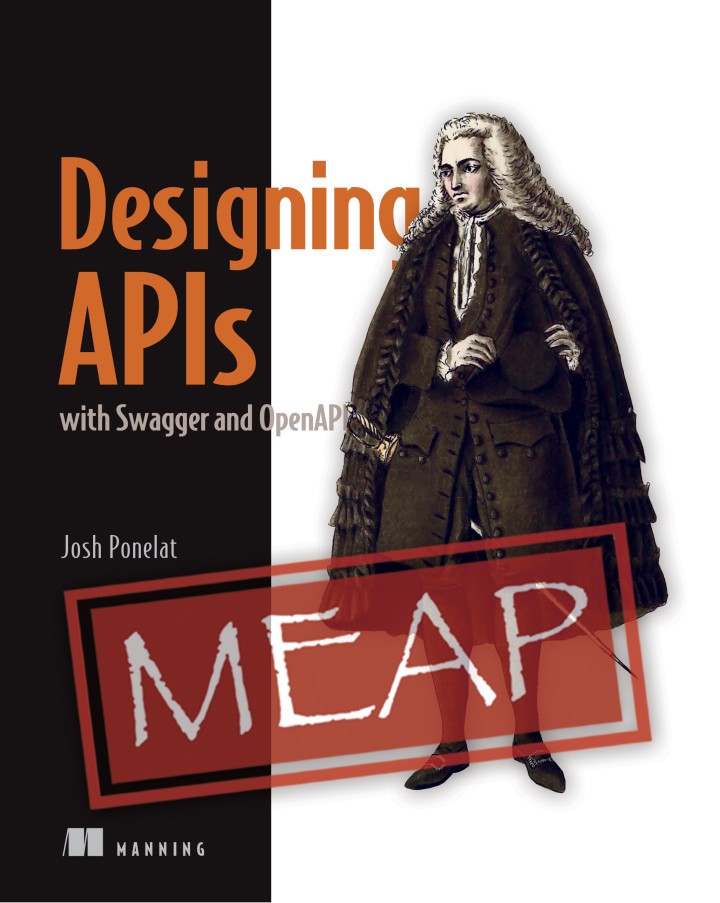 Designing
APIs
with Swagger and OpenAPI
Josh Ponelat
MEAP
MANNING